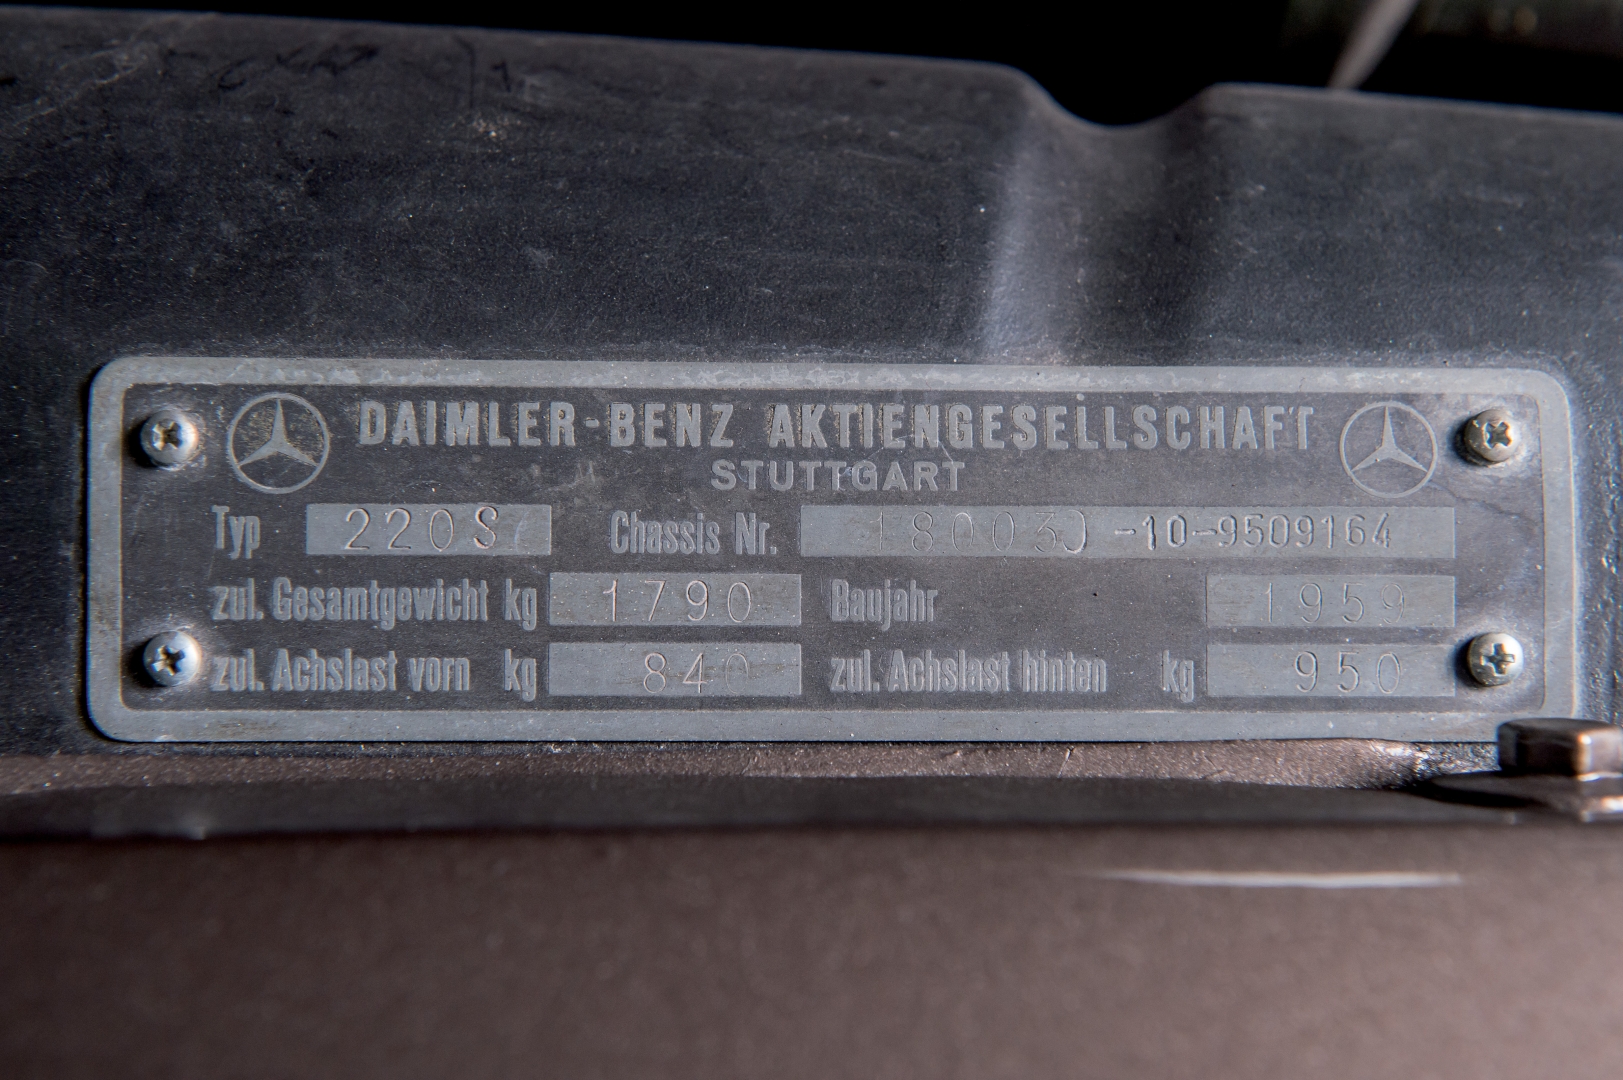 DAIMLER-BENZ AKTIENGESELLSCHAFT
STUTTGART
Typ 220S Chassis Nr. 180030-10-9509164
zul. Gesamtgewicht kg 1790 Baujahr 1959
zul. Achslast vorn kg 840 zul. Achslast hinten kg 950